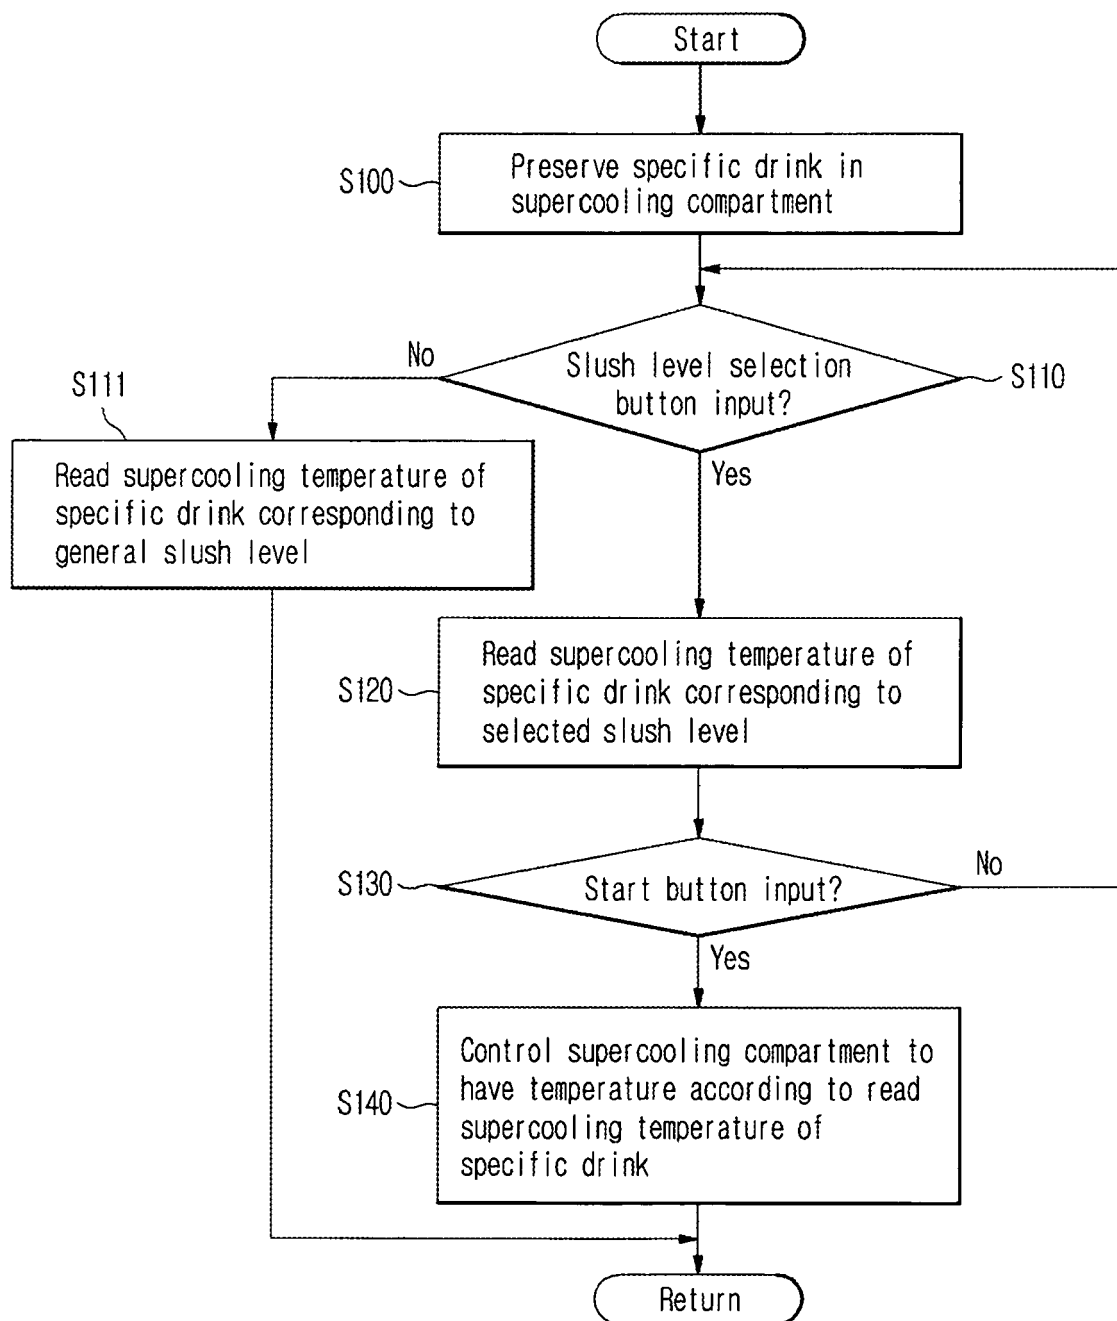 Start
S100
Preserve specific drink in
supercooling compartment
No
Slush level selection
button input?
S110
S111
Yes
Read supercooling temperature of
specific drink corresponding to
general slush level
S120
Read supercooling temperature of
specific drink corresponding to
selected slush level
S130
Start button input?
No
Yes
S140
Control supercooling compartment to
have temperature according to read
supercooling temperature of
specific drink
Return